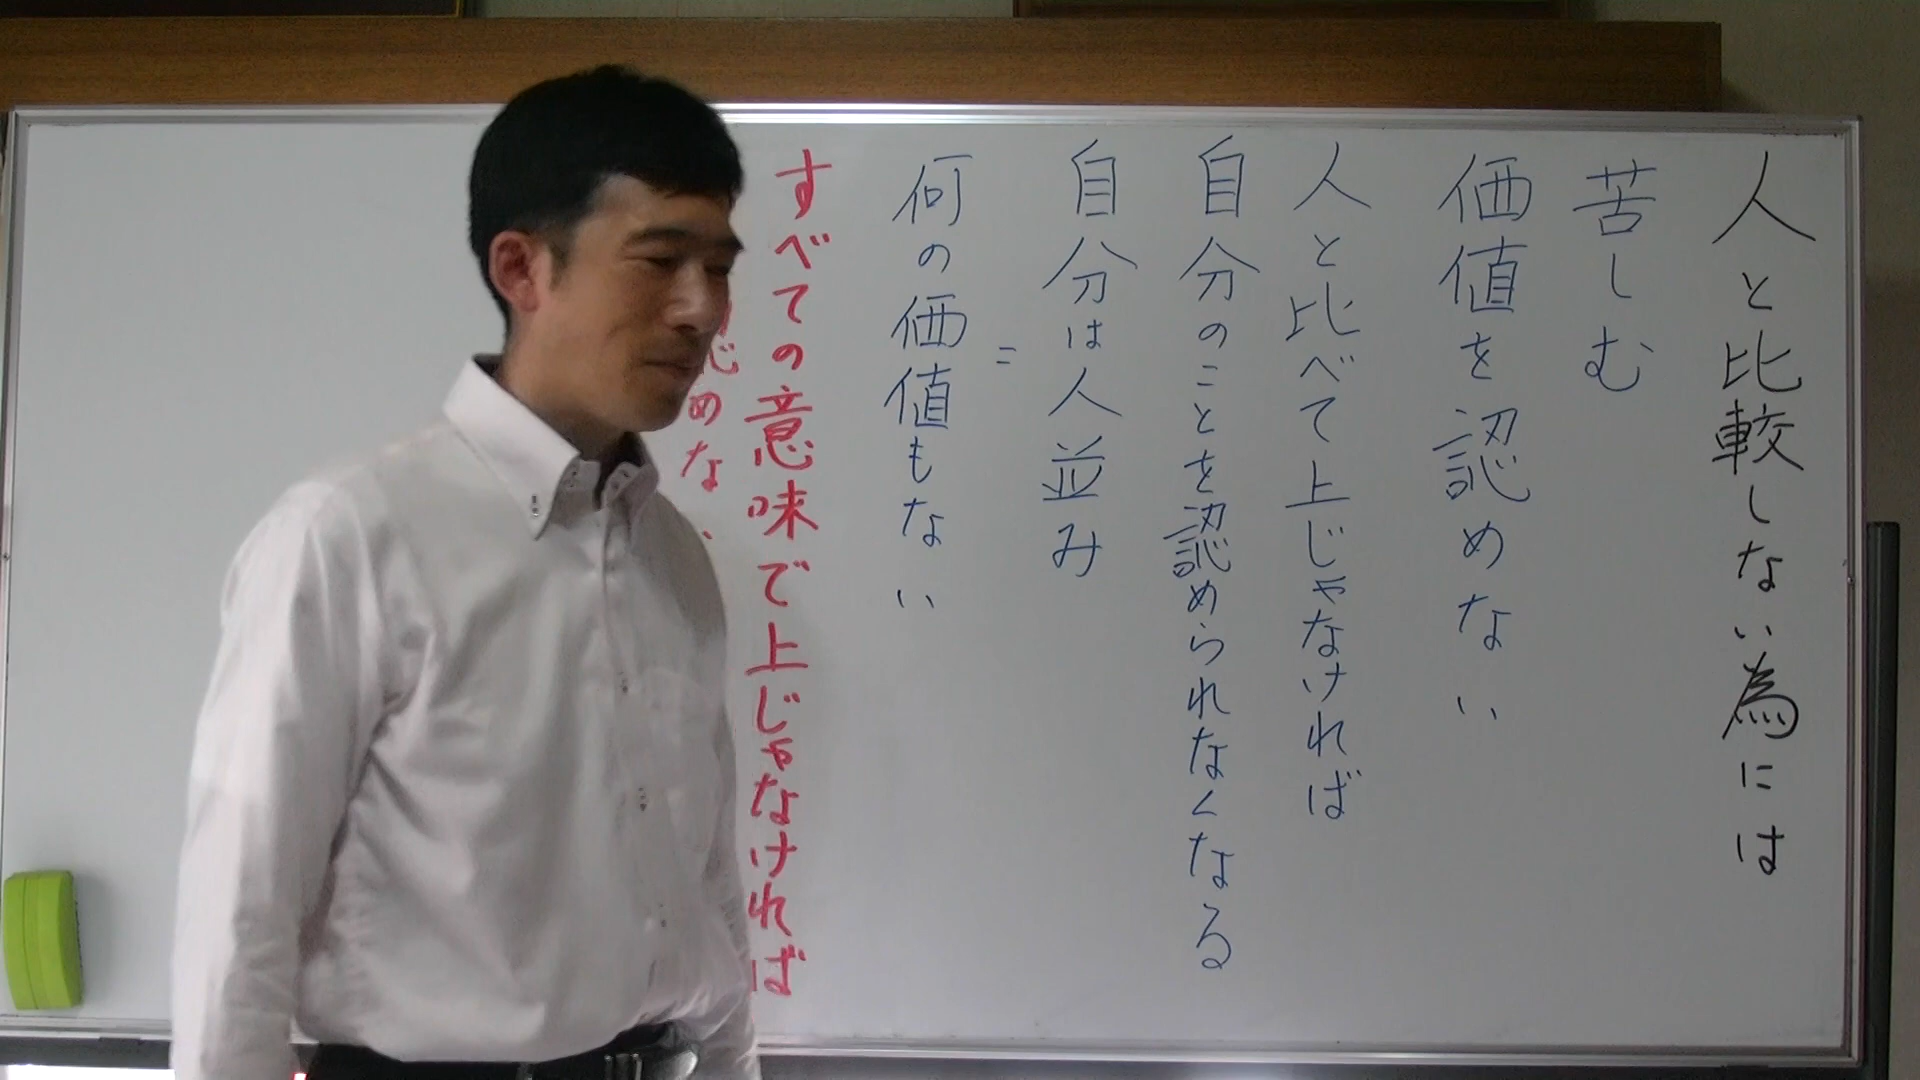 人と比較しない為には
苦しむ
価値を認めない
人と比べて上じゃなければ
自分のことを認められなくなる
自分は人並み
=
何の価値もない
すべての意味で上じゃなければ
めない